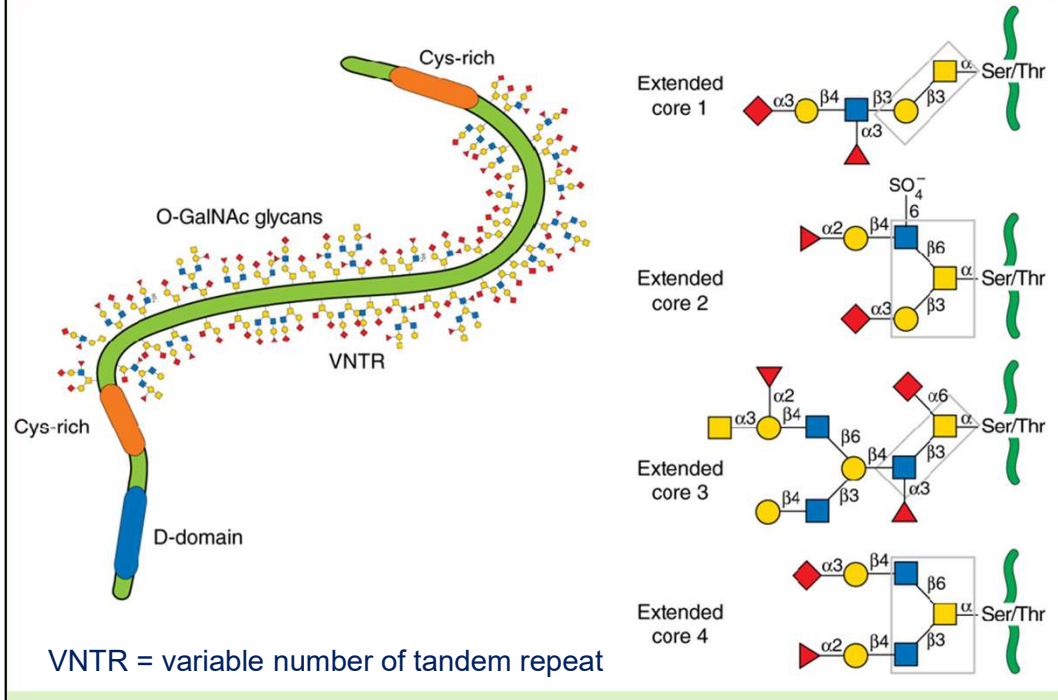 Cys-rich
O-GalNAc glycans
VNTR
Cys-rich
D-domain
VNTR = variable number of tandem repeat
Extended
core 1
α3 β4 β3 β3 α Ser/Thr
α3
Extended
core 2
SO4−
6
α2 β4 β6
α Ser/Thr
α3 β3
Extended
core 3
α2 α6
α3 β4 β6 α Ser/Thr
β4 β3
β4 β3 α3
Extended
core 4
α3 β4 β6
α Ser/Thr
α2 β4 β3